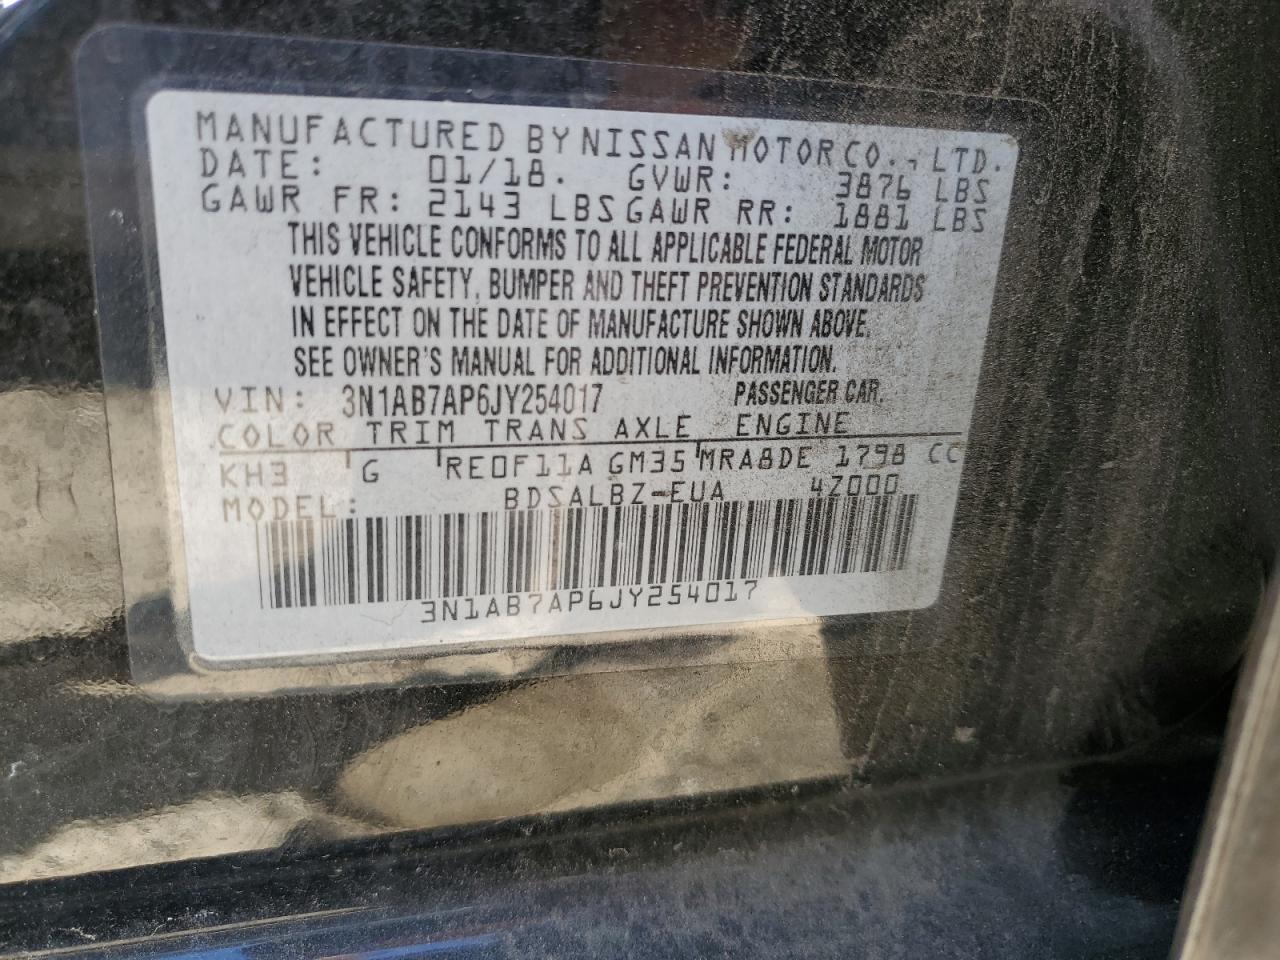 MANUFACTURED BY NISSAN MOTOR CO., LTD.
DATE: 01/18. GVWR: 3876 LBS
GAWR FR: 2143 LBS GAWR RR: 1881 LBS
THIS VEHICLE CONFORMS TO ALL APPLICABLE FEDERAL MOTOR
VEHICLE SAFETY, BUMPER AND THEFT PREVENTION STANDARDS
IN EFFECT ON THE DATE OF MANUFACTURE SHOWN ABOVE.
SEE OWNER'S MANUAL FOR ADDITIONAL INFORMATION.
VIN: 3N1AB7AP6JY254017 PASSENGER CAR.
COLOR TRIM TRANS AXLE ENGINE
KH3 G RE0F11A GM35 MRA8DE 1798 CC
MODEL: BDSALBZ-EUA 4Z000
3N1AB7AP6JY254017